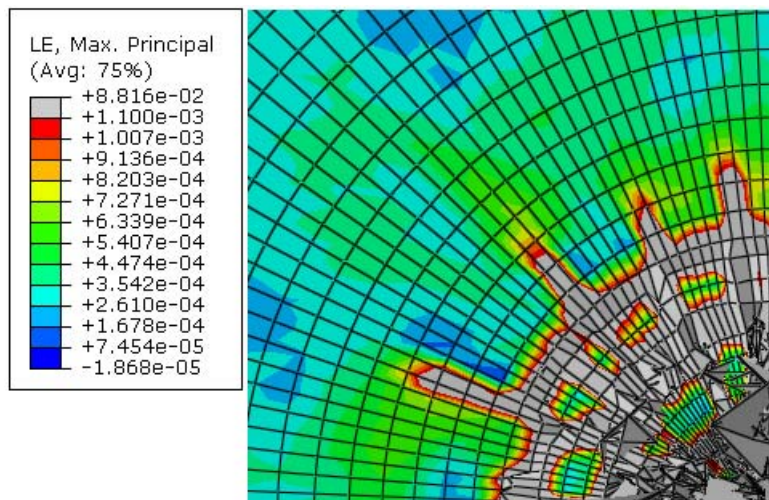 LE, Max. Principal
(Avg: 75%)
+8.816e-02
+1.100e-03
+1.007e-03
+9.136e-04
+8.203e-04
+7.271e-04
+6.339e-04
+5.407e-04
+4.474e-04
+3.542e-04
+2.610e-04
+1.678e-04
+7.454e-05
-1.868e-05